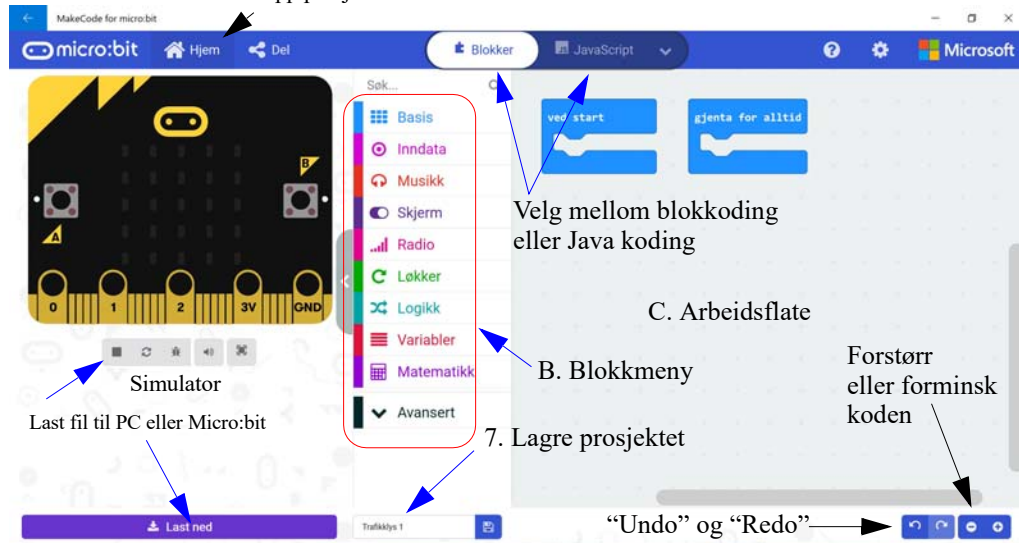 MakeCode for micro:bit
micro:bit
Hjem
Del
Blokker
JavaScript
Microsoft
Søk...
Basis
Inndata
Musikk
Skjerm
Radio
Løkker
Logikk
Variabler
Matematikk
Avansert
ved start
gjenta for alltid
B
A
0 1 2 3V GND
Velg mellom blokkoding
eller Java koding
C. Arbeidsflate
B. Blokkmeny
Forstørr
eller forminsk
koden
Simulator
Last fil til PC eller Micro:bit
7. Lagre prosjektet
Last ned
Trafikklys 1
“Undo” og “Redo”